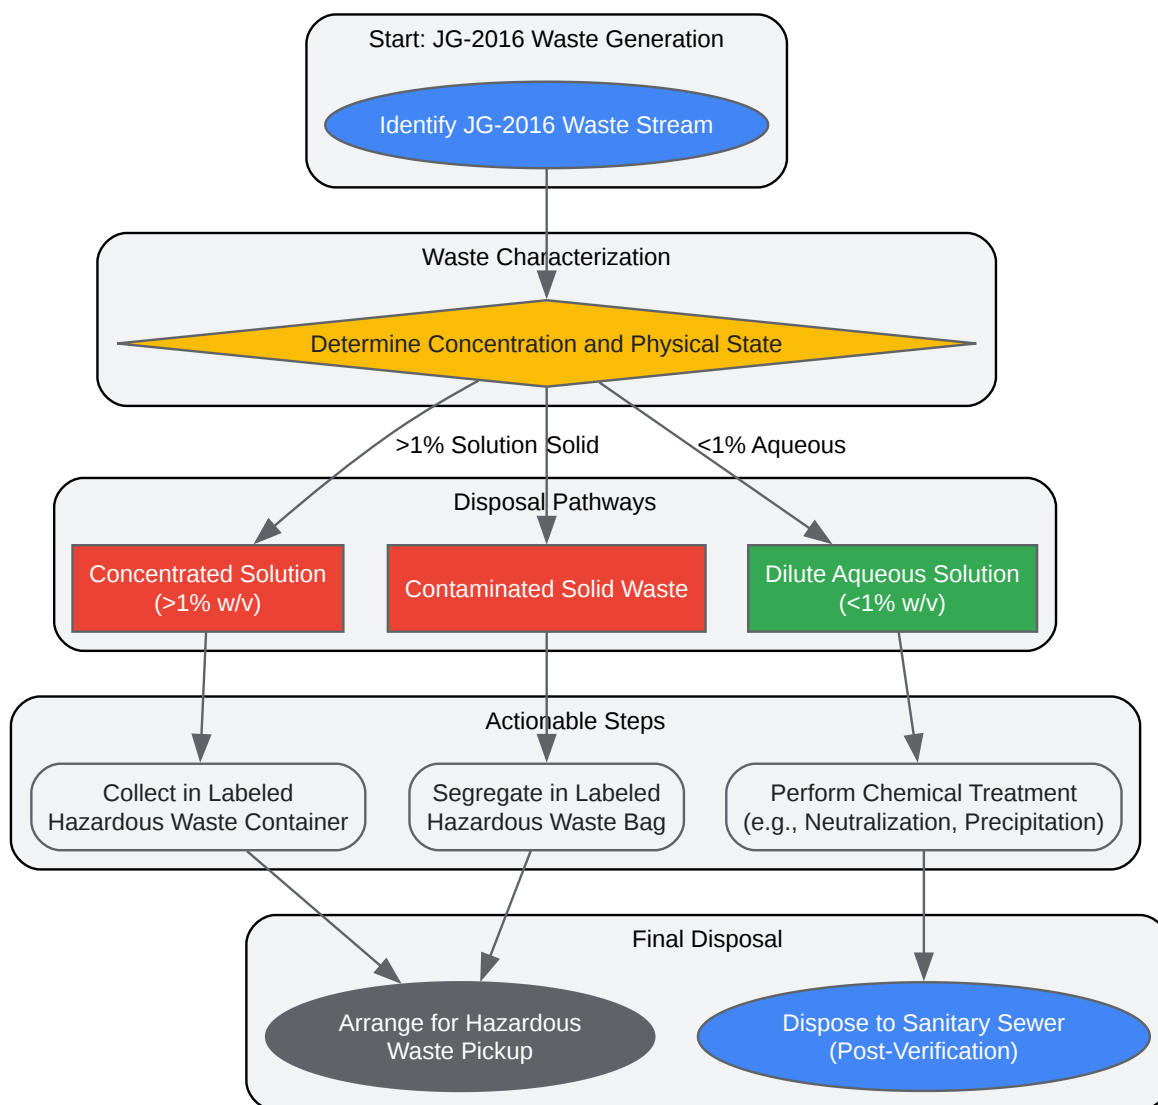 Start: JG-2016 Waste Generation
Identify JG-2016 Waste Stream
Waste Characterization
Determine Concentration and Physical State
>1% Solution
Solid
<1% Aqueous
Disposal Pathways
Concentrated Solution
(>1% w/v)
Contaminated Solid Waste
Dilute Aqueous Solution
(<1% w/v)
Actionable Steps
Collect in Labeled
Hazardous Waste Container
Segregate in Labeled
Hazardous Waste Bag
Perform Chemical Treatment
(e.g., Neutralization, Precipitation)
Final Disposal
Arrange for Hazardous
Waste Pickup
Dispose to Sanitary Sewer
(Post-Verification)